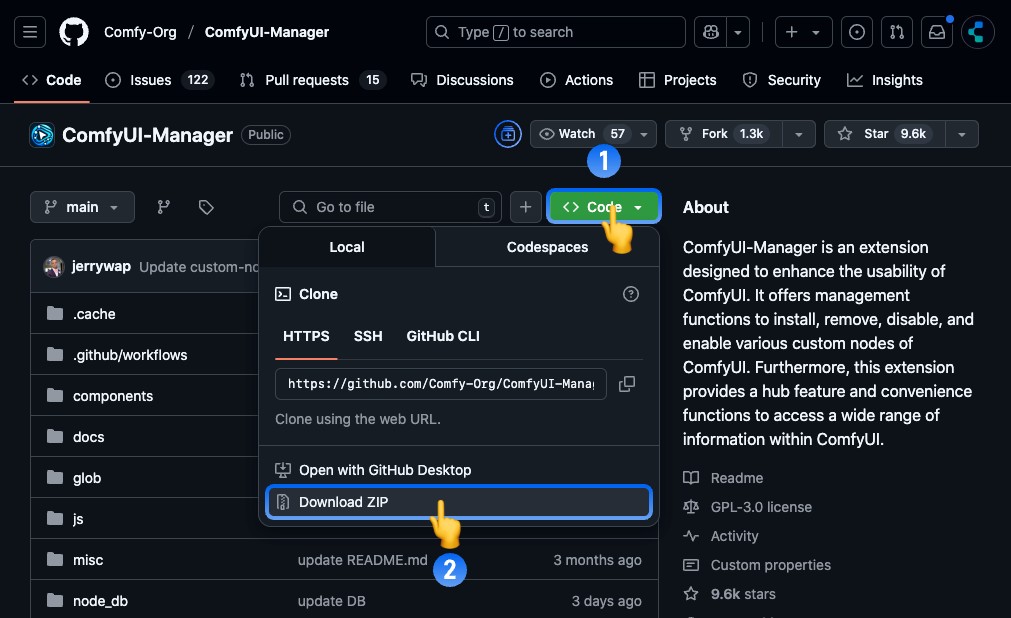 Comfy-Org / ComfyUI-Manager
Type / to search
Code
Issues 122
Pull requests 15
Discussions
Actions
Projects
Security
Insights
ComfyUI-Manager Public
Watch 57
Fork 1.3k
Star 9.6k
1
main
Go to file t
Code
Local
Codespaces
Clone
HTTPS
SSH
GitHub CLI
https://github.com/Comfy-Org/ComfyUI-Mana
Clone using the web URL.
Open with GitHub Desktop
Download ZIP
2
jerrywap Update custom-no
.cache
.github/workflows
components
docs
glob
js
misc update README.md 3 months ago
node_db update DB 3 days ago
About
ComfyUI-Manager is an extension
designed to enhance the usability of
ComfyUI. It offers management
functions to install, remove, disable, and
enable various custom nodes of
ComfyUI. Furthermore, this extension
provides a hub feature and convenience
functions to access a wide range of
information within ComfyUI.
Readme
GPL-3.0 license
Activity
Custom properties
9.6k stars